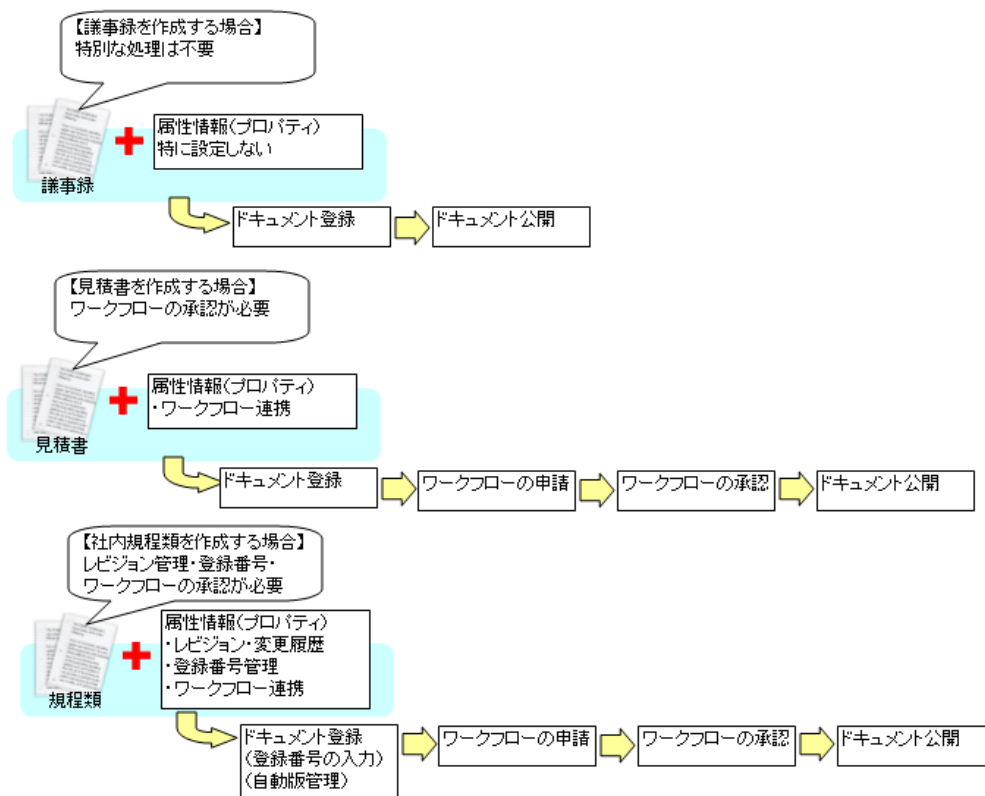 【議事録を作成する場合】
特別な処理は不要
属性情報(プロパティ)
特に設定しない
議事録
ドキュメント登録
ドキュメント公開
【見積書を作成する場合】
ワークフローの承認が必要
属性情報(プロパティ)
・ワークフロー連携
見積書
ドキュメント登録
ワークフローの申請
ワークフローの承認
ドキュメント公開
【社内規程類を作成する場合】
レビジョン管理・登録番号・
ワークフローの承認が必要
属性情報(プロパティ)
・レビジョン・変更履歴
・登録番号管理
・ワークフロー連携
規程類
ドキュメント登録
(登録番号の入力)
(自動版管理)
ワークフローの申請
ワークフローの承認
ドキュメント公開